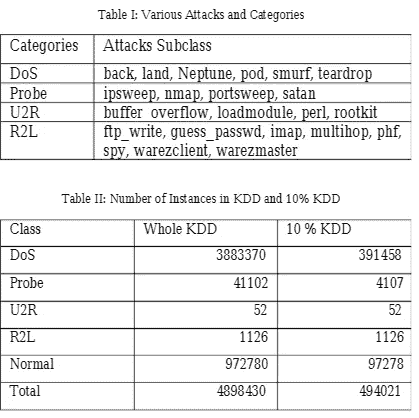 Table I: Various Attacks and Categories
Categories Attacks Subclass
DoS back, land, Neptune, pod, smurf, teardrop
Probe ipsweep, nmap, portsweep, satan
U2R buffer_overflow, loadmodule, perl, rootkit
R2L ftp_write, guess_passwd, imap, multihop, phf,
spy, warezclient, warezmaster
Table II: Number of Instances in KDD and 10% KDD
Class Whole KDD 10 % KDD
DoS 3883370 391458
Probe 41102 4107
U2R 52 52
R2L 1126 1126
Normal 972780 97278
Total 4898430 494021